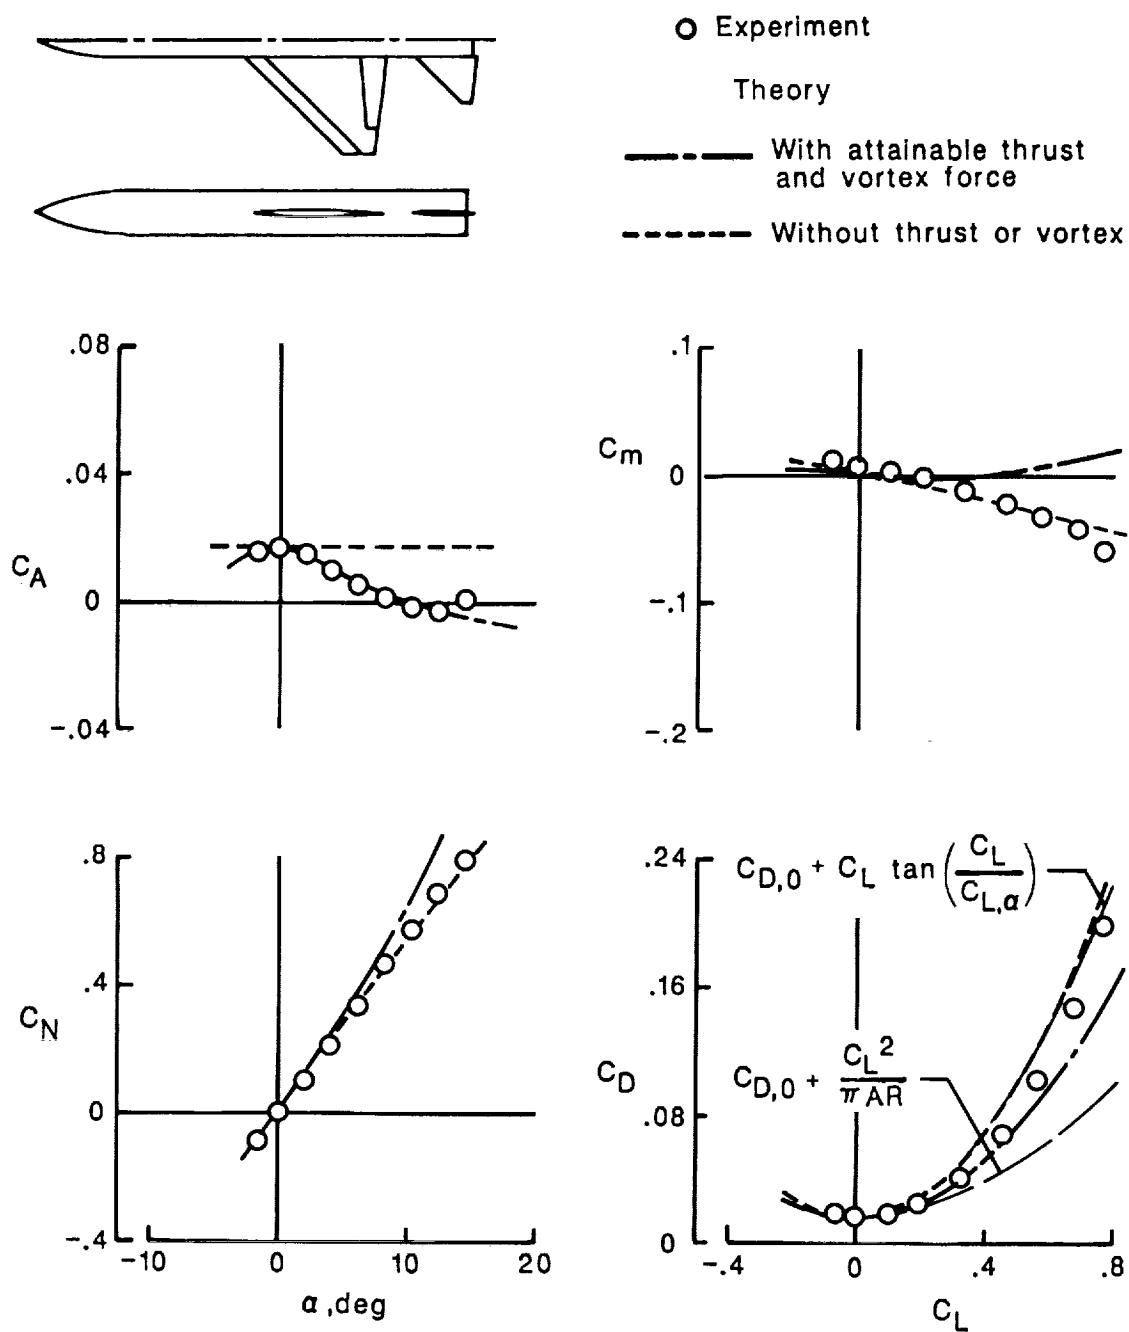 Experiment
Theory
With attainable thrust
and vortex force
Without thrust or vortex
.08
.04
C_A
0
-.04
.1
C_m
0
-.1
-.2
.8
.4
C_N
0
-.4
-10 0 10 20
α,deg
.24
C_D,0 + C_L tan (C_L / C_L,α)
.16
C_D
C_D,0 + C_L² / π AR
.08
0
-.4 0 .4 .8
C_L